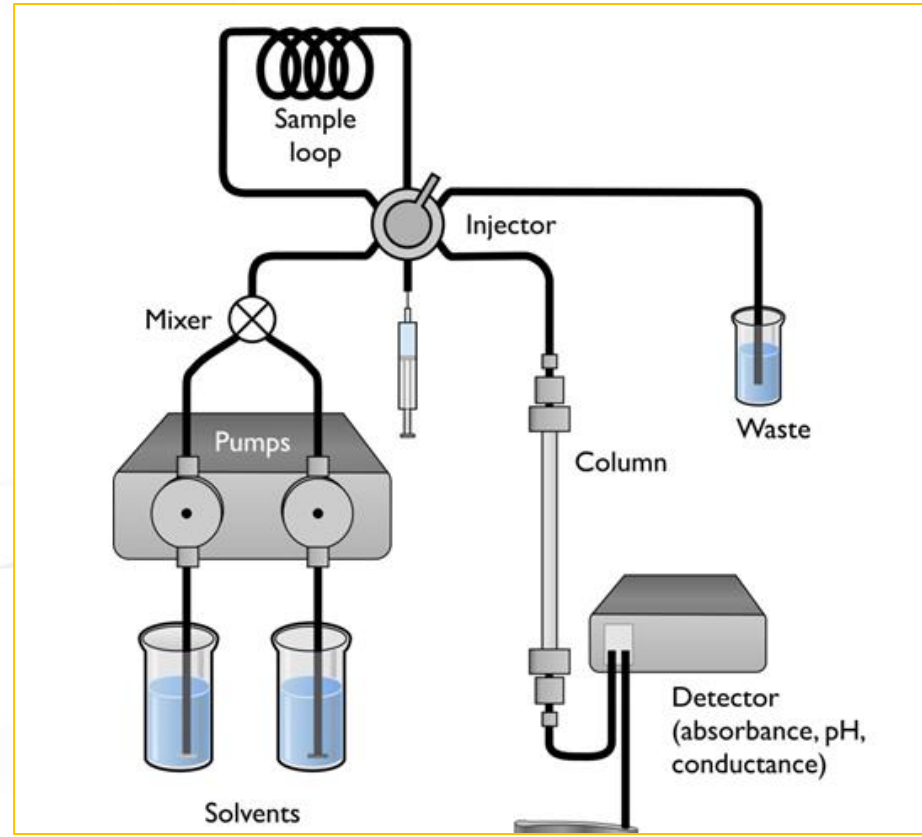 Sample
loop
Injector
Mixer
Waste
Pumps
Column
Detector
(absorbance, pH,
conductance)
Solvents